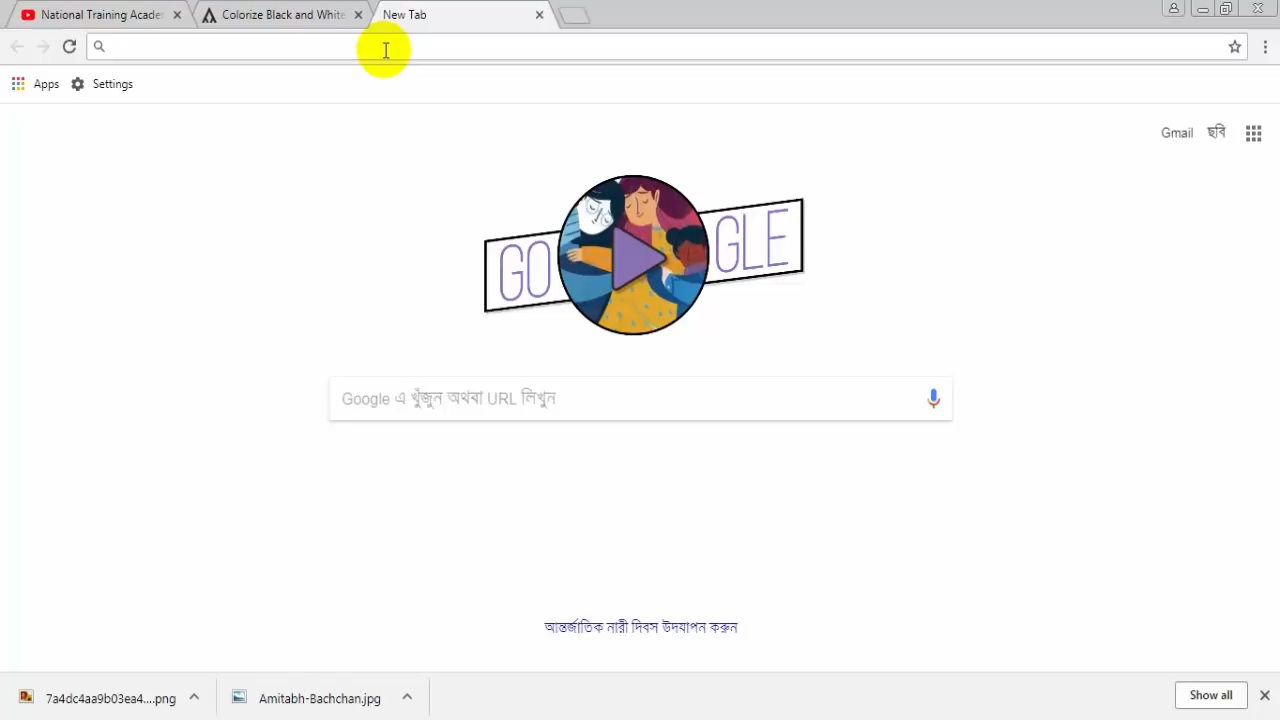 National Training Acader
Colorize Black and White
New Tab
Apps
Settings
Gmail
ছবি
GO GLE
Google এ খুঁজুন অথবা URL লিখুন
আন্তর্জাতিক নারী দিবস উদযাপন করুন
7a4dc4aa9b03ea4....png
Amitabh-Bachchan.jpg
Show all